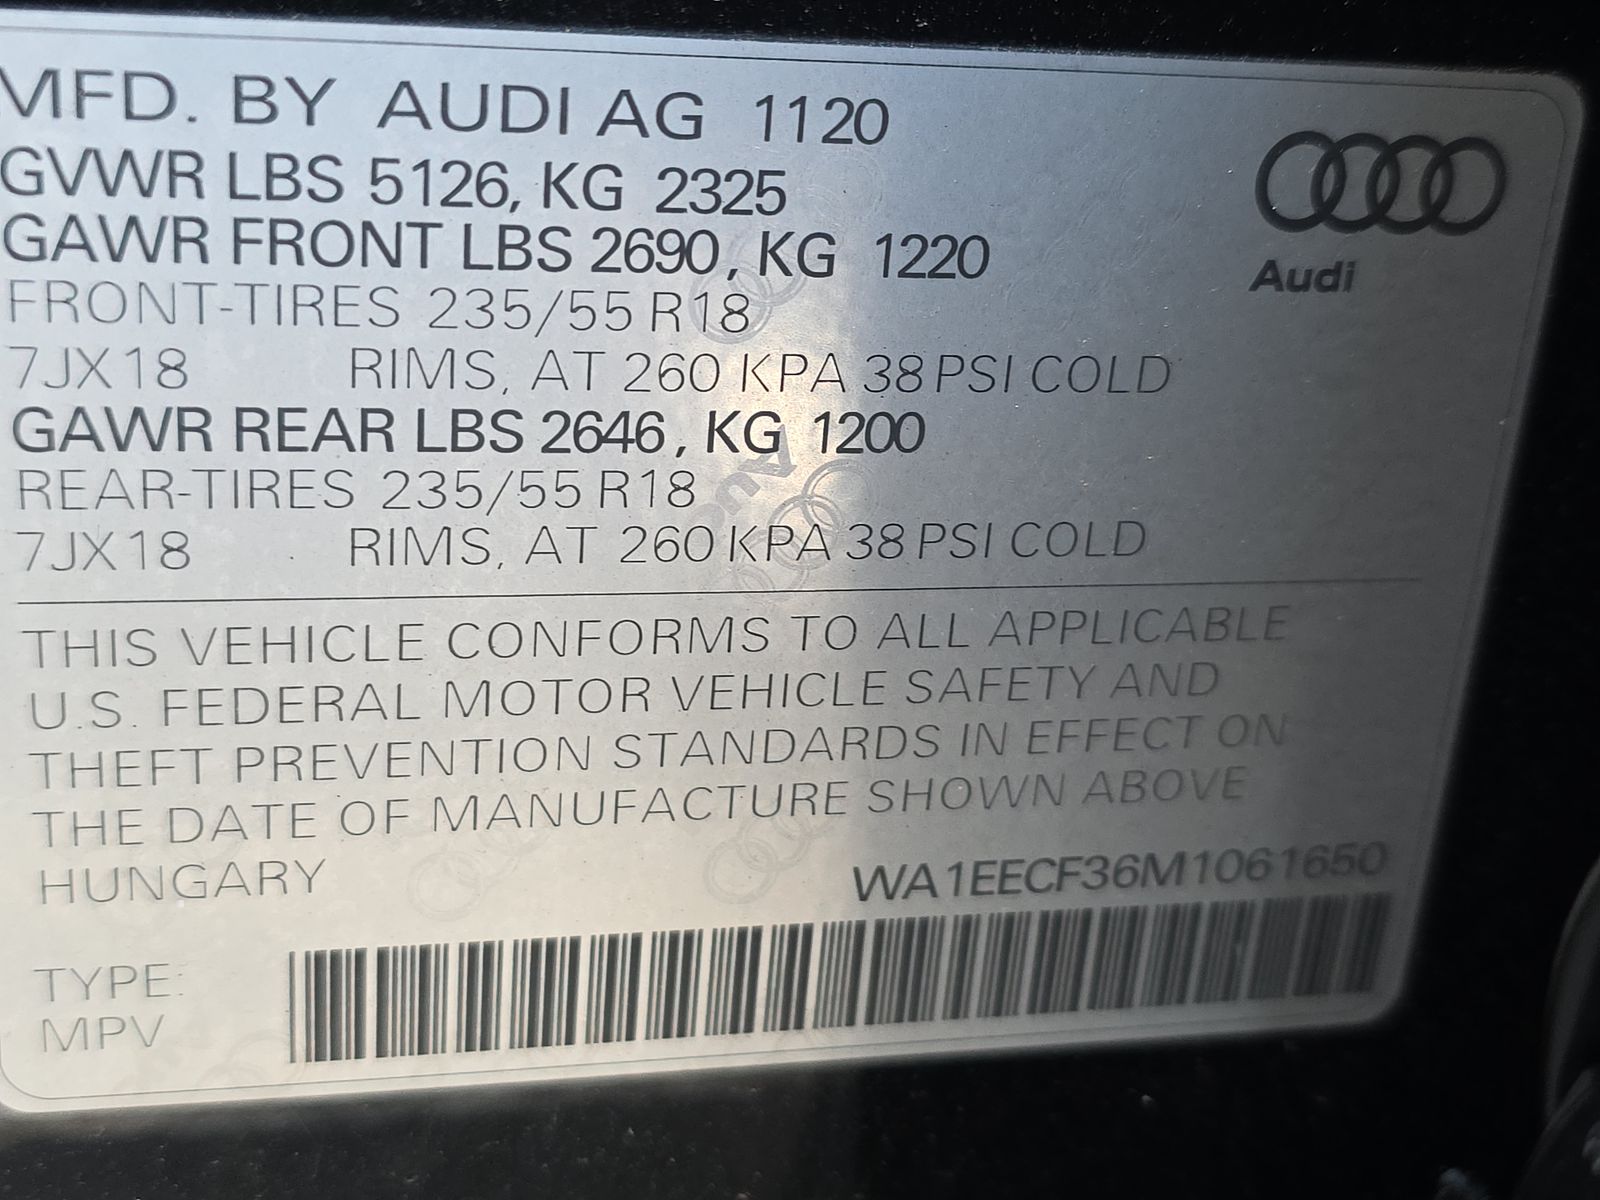 MFD. BY AUDI AG 1120
GVWR LBS 5126, KG 2325
GAWR FRONT LBS 2690, KG 1220
FRONT-TIRES 235/55 R18
7JX18 RIMS, AT 260 KPA 38 PSI COLD
GAWR REAR LBS 2646, KG 1200
REAR-TIRES 235/55 R18
7JX18 RIMS, AT 260 KPA 38 PSI COLD
Audi
THIS VEHICLE CONFORMS TO ALL APPLICABLE
U.S. FEDERAL MOTOR VEHICLE SAFETY AND
THEFT PREVENTION STANDARDS IN EFFECT ON
THE DATE OF MANUFACTURE SHOWN ABOVE
HUNGARY WA1EECF36M1061650
TYPE:
MPV